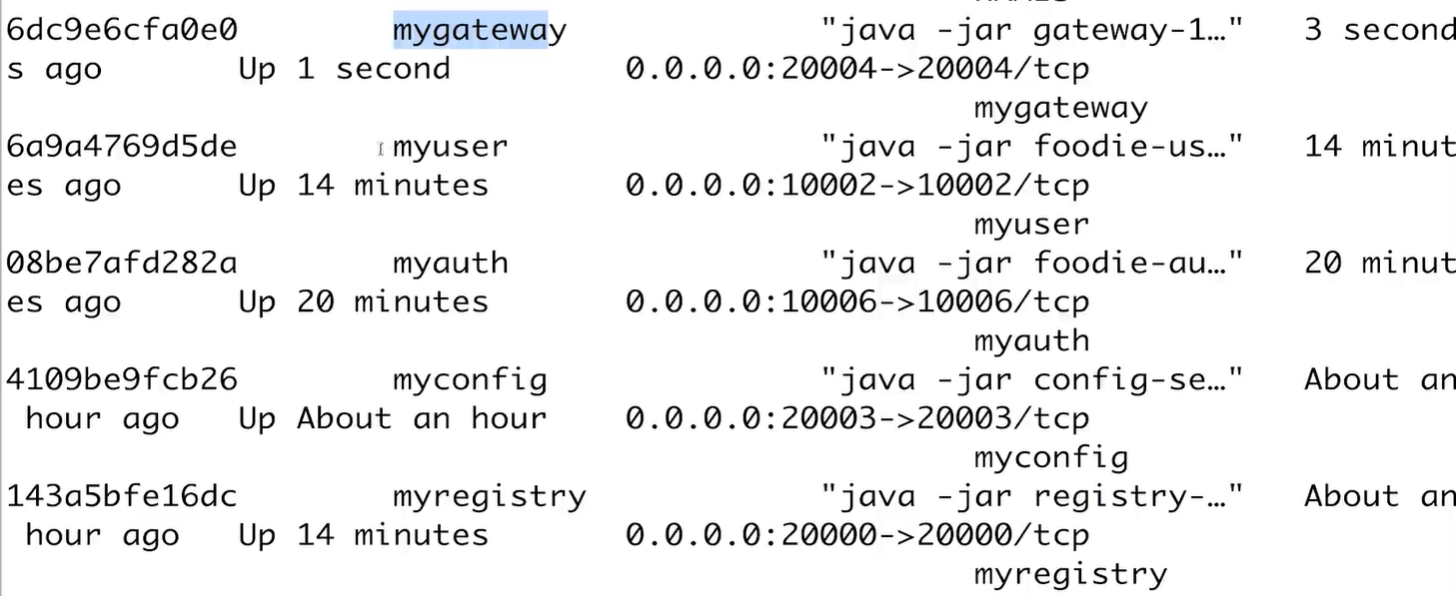 6dc9e6cfa0e0 mygateway "java -jar gateway-1…" 3 second
s ago Up 1 second 0.0.0.0:20004->20004/tcp
mygateway
6a9a4769d5de myuser "java -jar foodie-us…" 14 minut
es ago Up 14 minutes 0.0.0.0:10002->10002/tcp
myuser
08be7afd282a myauth "java -jar foodie-au…" 20 minut
es ago Up 20 minutes 0.0.0.0:10006->10006/tcp
myauth
4109be9fcb26 myconfig "java -jar config-se…" About an
hour ago Up About an hour 0.0.0.0:20003->20003/tcp
myconfig
143a5bfe16dc myregistry "java -jar registry-…" About an
hour ago Up 14 minutes 0.0.0.0:20000->20000/tcp
myregistry